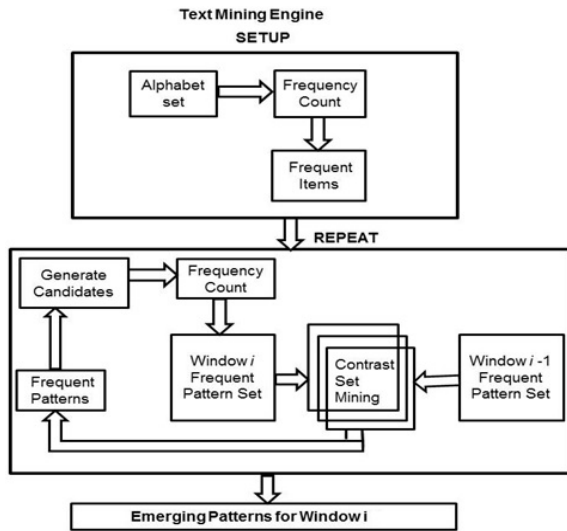 Text Mining Engine
SETUP
Alphabet
set
Frequency
Count
Frequent
Items
REPEAT
Generate
Candidates
Frequency
Count
Frequent
Patterns
Window i
Frequent
Pattern Set
Contrast
Set
Mining
Window i -1
Frequent
Pattern Set
Emerging Patterns for Window i